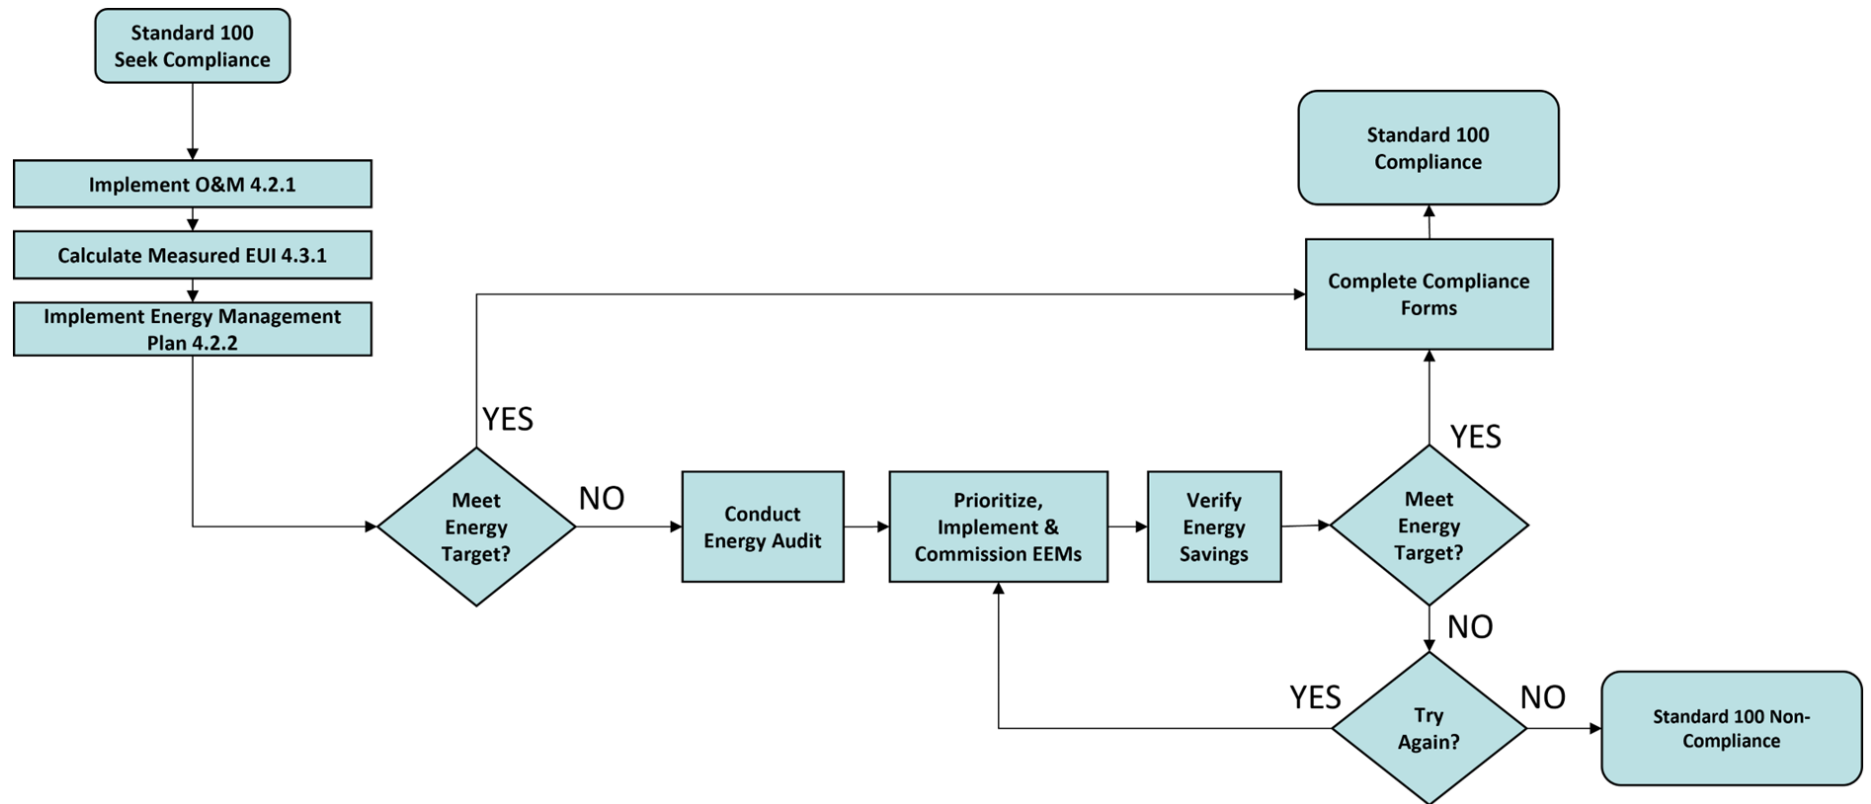 Standard 100
Seek Compliance
Implement O&M 4.2.1
Calculate Measured EUI 4.3.1
Implement Energy Management
Plan 4.2.2
Meet
Energy
Target?
YES
NO
Conduct
Energy Audit
Prioritize,
Implement &
Commission EEMs
Verify
Energy
Savings
Meet
Energy
Target?
YES
Complete Compliance
Forms
Standard 100
Compliance
NO
Try
Again?
YES
NO
Standard 100 Non-
Compliance